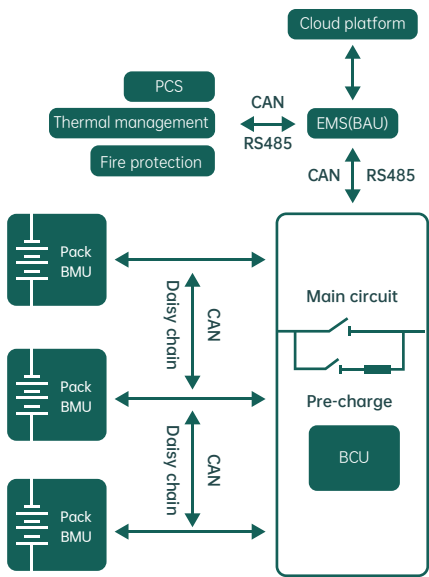 Cloud platform
PCS
Thermal management
Fire protection
CAN
RS485
EMS(BAU)
CAN RS485
Pack
BMU
Daisy chain
CAN
Main circuit
Pack
BMU
Pre-charge
Daisy chain
CAN
BCU
Pack
BMU